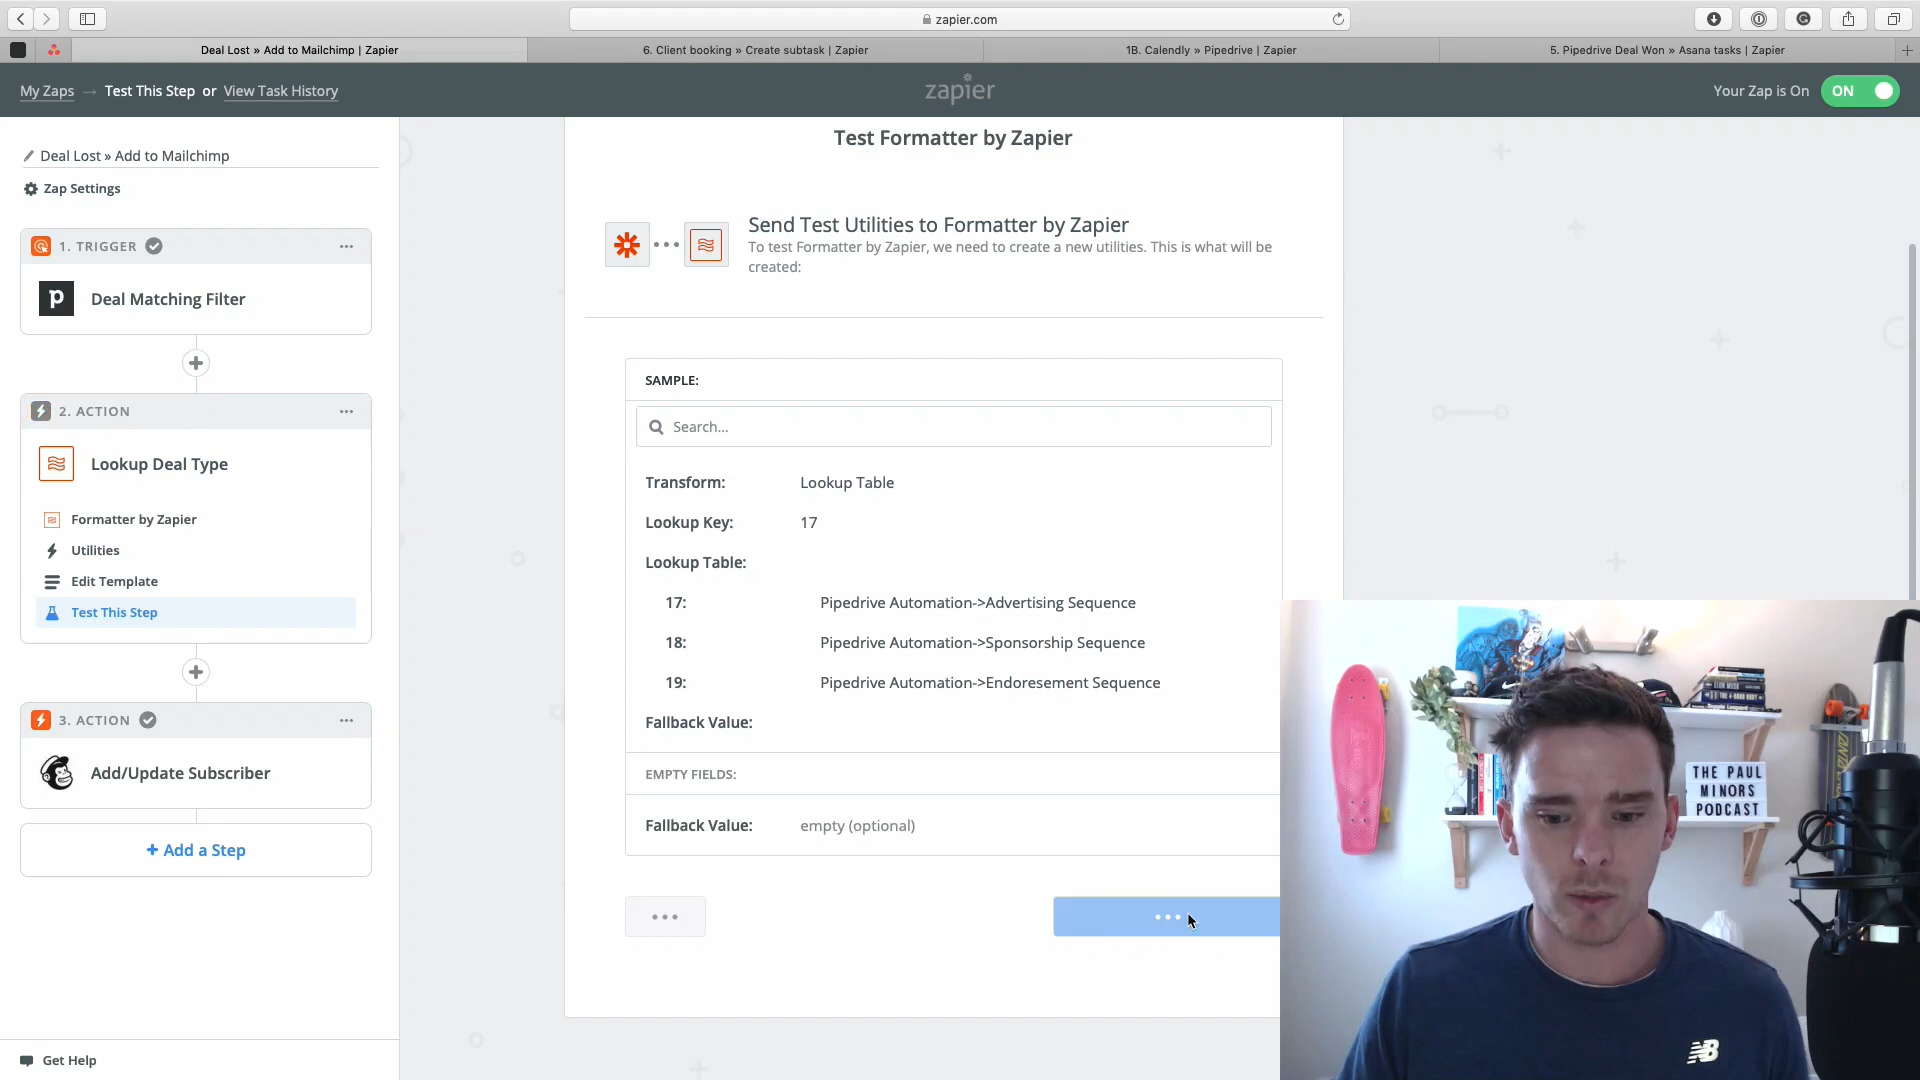 zapier.com
Deal Lost » Add to Mailchimp | Zapier
6. Client booking » Create subtask | Zapier
1B. Calendly » Pipedrive | Zapier
5. Pipedrive Deal Won » Asana tasks | Zapier
My Zaps → Test This Step or View Task History
zapier
Your Zap is On
ON
Deal Lost » Add to Mailchimp
Zap Settings
1. TRIGGER
Deal Matching Filter
2. ACTION
Lookup Deal Type
Formatter by Zapier
Utilities
Edit Template
Test This Step
3. ACTION
Add/Update Subscriber
+ Add a Step
Get Help
Test Formatter by Zapier
Send Test Utilities to Formatter by Zapier
To test Formatter by Zapier, we need to create a new utilities. This is what will be
created:
SAMPLE:
Search...
Transform: Lookup Table
Lookup Key: 17
Lookup Table:
17: Pipedrive Automation->Advertising Sequence
18: Pipedrive Automation->Sponsorship Sequence
19: Pipedrive Automation->Endoresement Sequence
Fallback Value:
EMPTY FIELDS:
Fallback Value: empty (optional)
THE PAUL
MINORS
PODCAST
NB